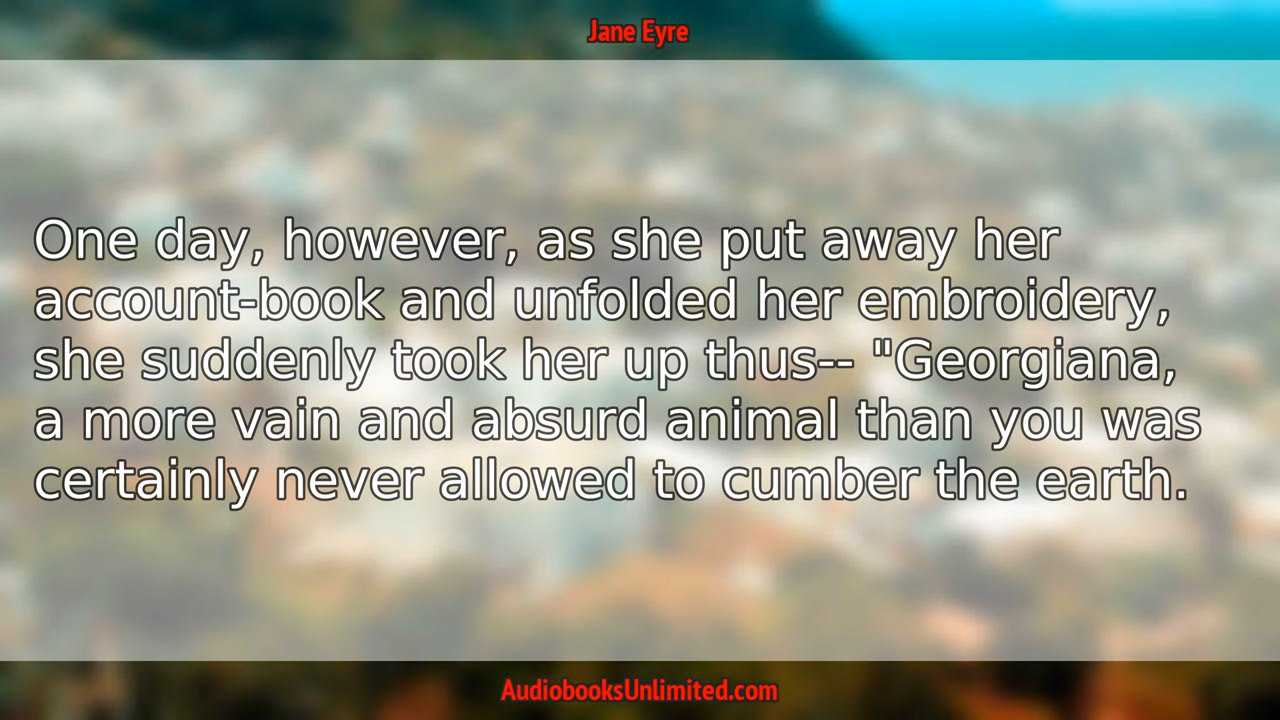 Jane Eyre
One day, however, as she put away her
account-book and unfolded her embroidery,
she suddenly took her up thus-- "Georgiana,
a more vain and absurd animal than you was
certainly never allowed to cumber the earth.
AudiobooksUnlimited.com